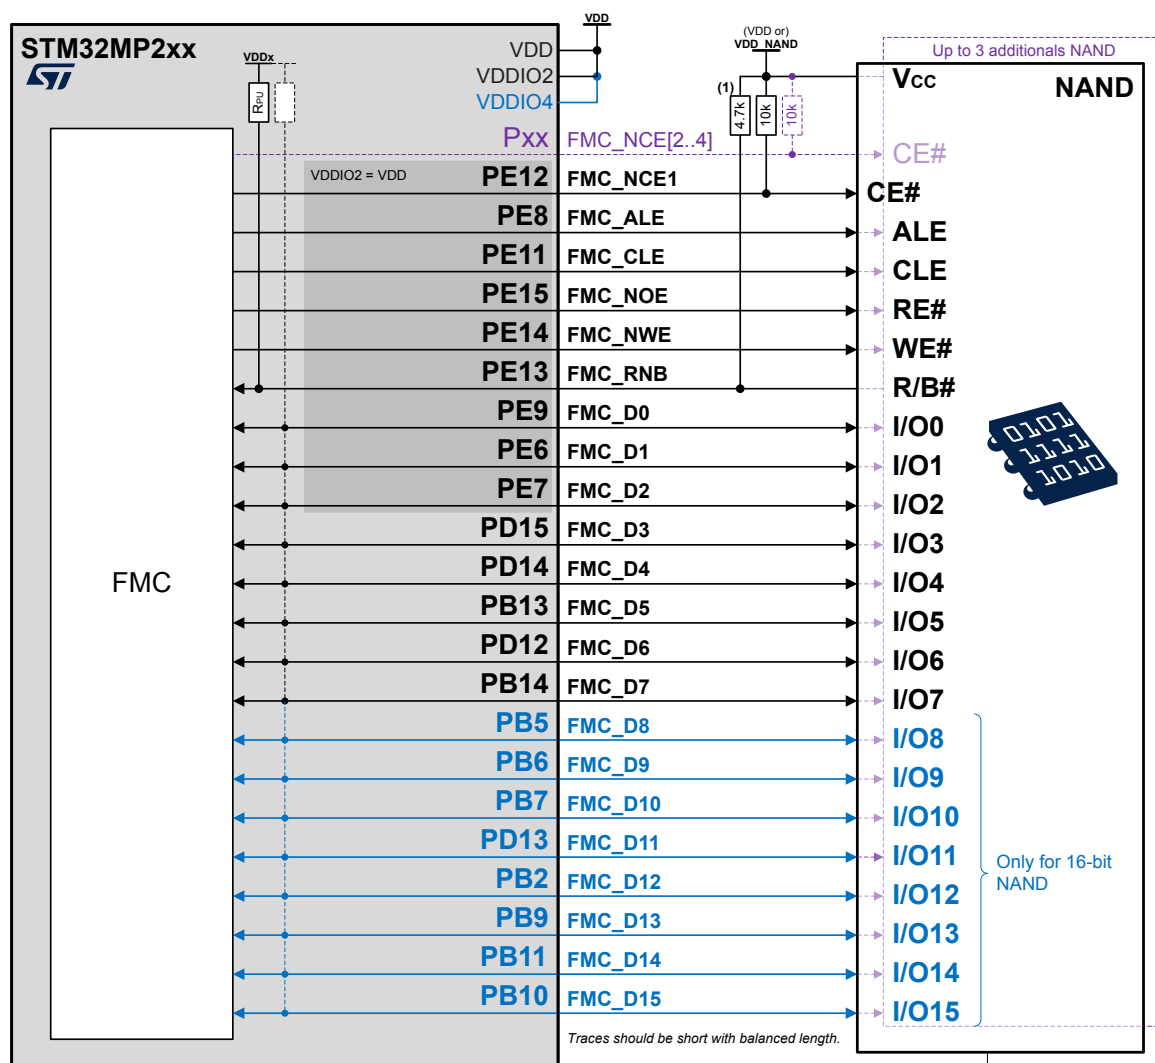 VDD
STM32MP2xx
VDD
VDDIO2
VDDIO4
VDDx
RPU
(VDD or)
VDD_NAND
(1)
4.7k
10k
10k
Up to 3 additionals NAND
VCC
NAND
Pxx FMC_NCE[2..4] CE#
VDDIO2 = VDD
PE12 FMC_NCE1 CE#
PE8 FMC_ALE ALE
PE11 FMC_CLE CLE
PE15 FMC_NOE RE#
PE14 FMC_NWE WE#
PE13 FMC_RNB R/B#
PE9 FMC_D0 I/O0
PE6 FMC_D1 I/O1
PE7 FMC_D2 I/O2
PD15 FMC_D3 I/O3
FMC
PD14 FMC_D4 I/O4
PB13 FMC_D5 I/O5
PD12 FMC_D6 I/O6
PB14 FMC_D7 I/O7
PB5 FMC_D8 I/O8
PB6 FMC_D9 I/O9
PB7 FMC_D10 I/O10
PD13 FMC_D11 I/O11
PB2 FMC_D12 I/O12
PB9 FMC_D13 I/O13
PB11 FMC_D14 I/O14
PB10 FMC_D15 I/O15
Only for 16-bit
NAND
0101
1111
1010
Traces should be short with balanced length.